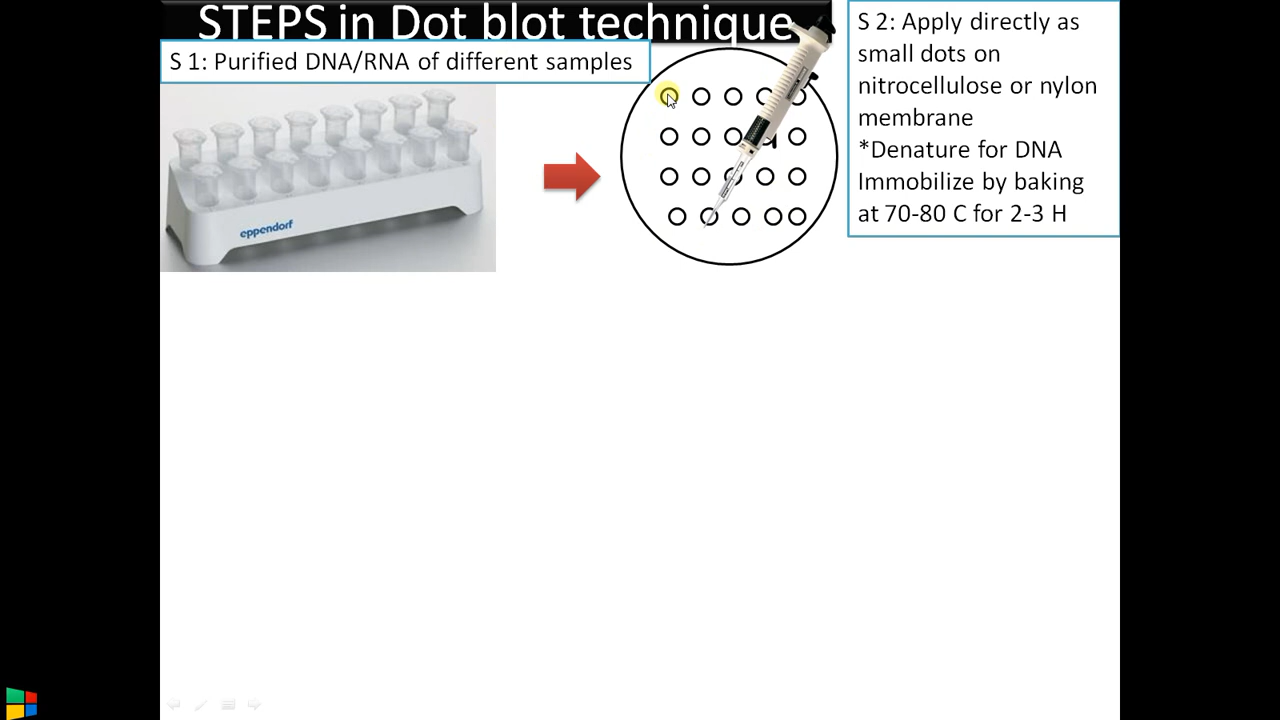 STEPS in Dot blot technique
S 1: Purified DNA/RNA of different samples
eppendorf
S 2: Apply directly as
small dots on
nitrocellulose or nylon
membrane
*Denature for DNA
Immobilize by baking
at 70-80 C for 2-3 H